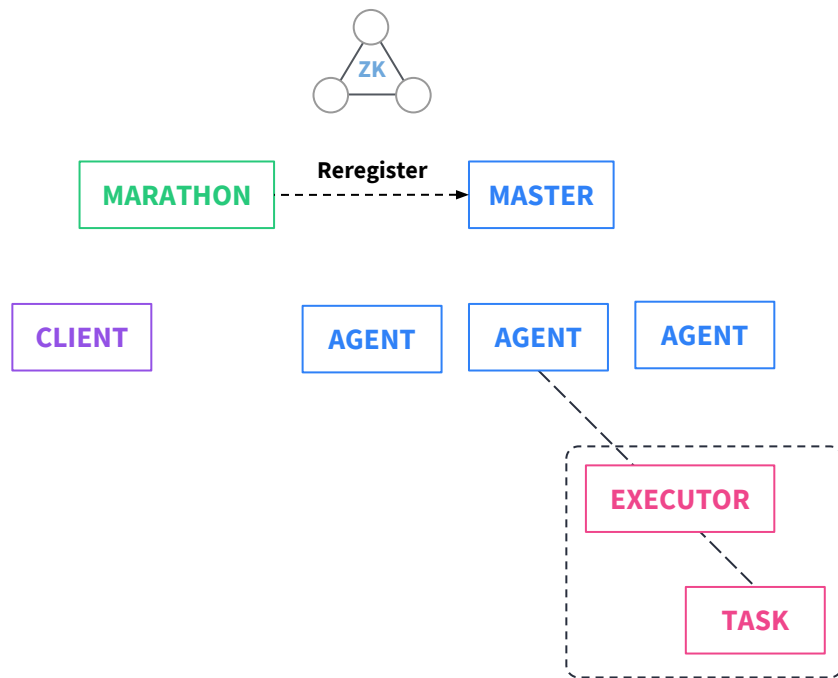 ZK
Reregister
MARATHON
MASTER
CLIENT
AGENT
AGENT
AGENT
EXECUTOR
TASK